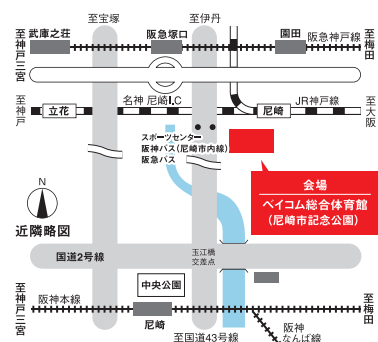 至宝塚
至伊丹
至神戸三宮
武庫之荘
阪急塚口
園田
阪急神戸線
至梅田
至神戸
立花
名神 尼崎I.C
尼崎
JR神戸線
至大阪
スポーツセンター
阪神バス(尼崎市内線)
阪急バス
会場
ベイコム総合体育館
(尼崎市記念公園)
N
近隣略図
国道2号線
玉江橋
交差点
中央公園
至神戸三宮
阪神本線
尼崎
至梅田
至国道43号線
阪神
なんば線